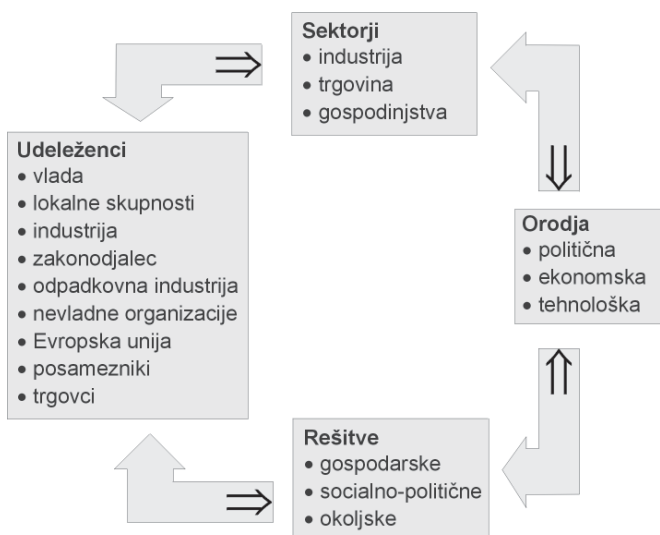 Sektorji
• industrija
• trgovina
• gospodinjstva
Udeleženci
• vlada
• lokalne skupnosti
• industrija
• zakonodjalec
• odpadkovna industrija
• nevladne organizacije
• Evropska unija
• posamezniki
• trgovci
Orodja
• politična
• ekonomska
• tehnološka
Rešitve
• gospodarske
• socialno-politične
• okoljske